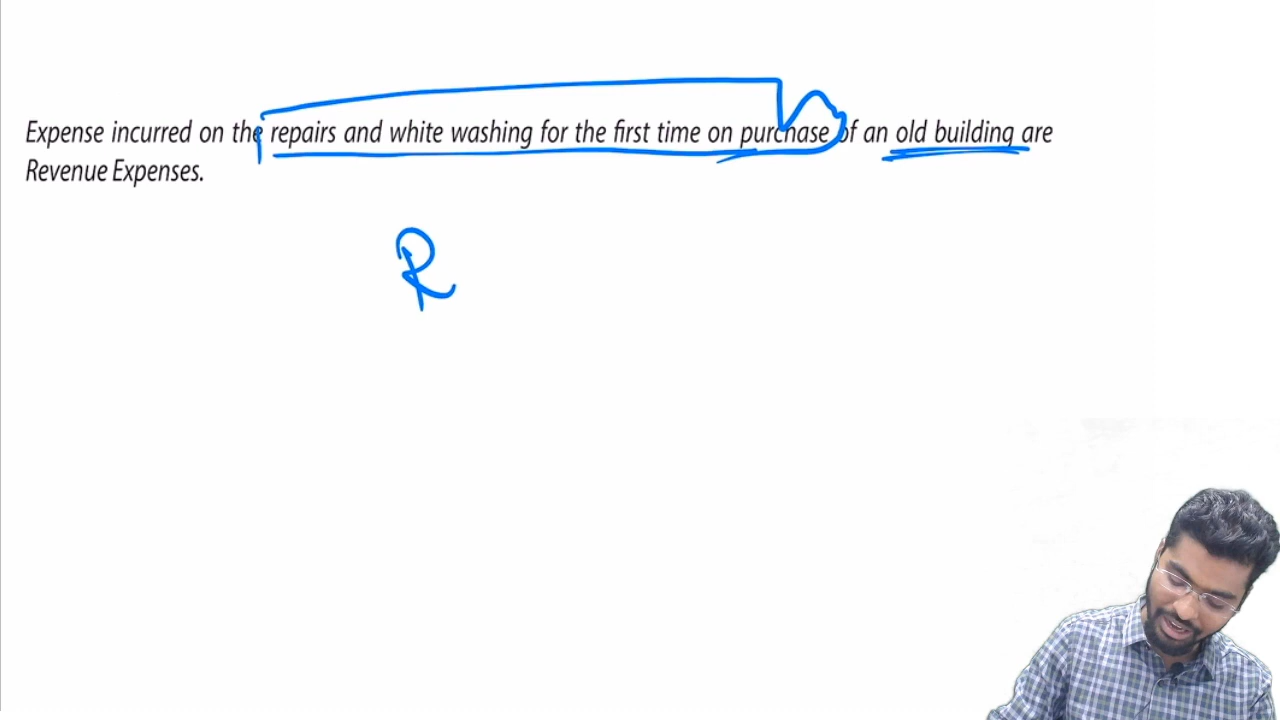 Expense incurred on the repairs and white washing for the first time on purchase of an old building are
Revenue Expenses.
R